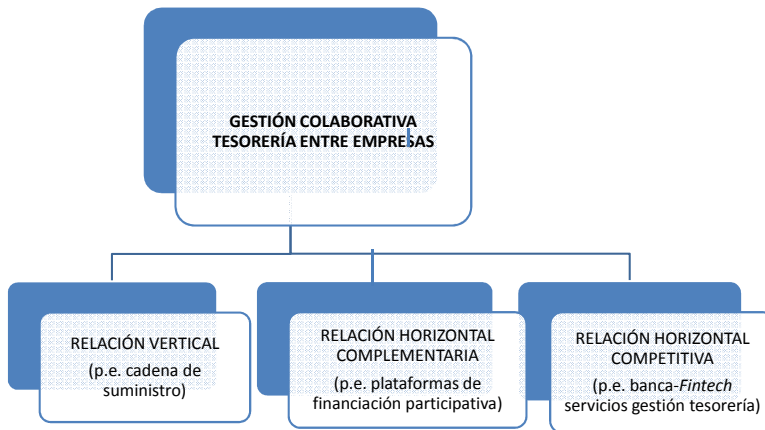 GESTIÓN COLABORATIVA
TESORERÍA ENTRE EMPRESAS
RELACIÓN VERTICAL
(p.e. cadena de
suministro)
RELACIÓN HORIZONTAL
COMPLEMENTARIA
(p.e. plataformas de
financiación participativa)
RELACIÓN HORIZONTAL
COMPETITIVA
(p.e. banca-Fintech
servicios gestión tesorería)